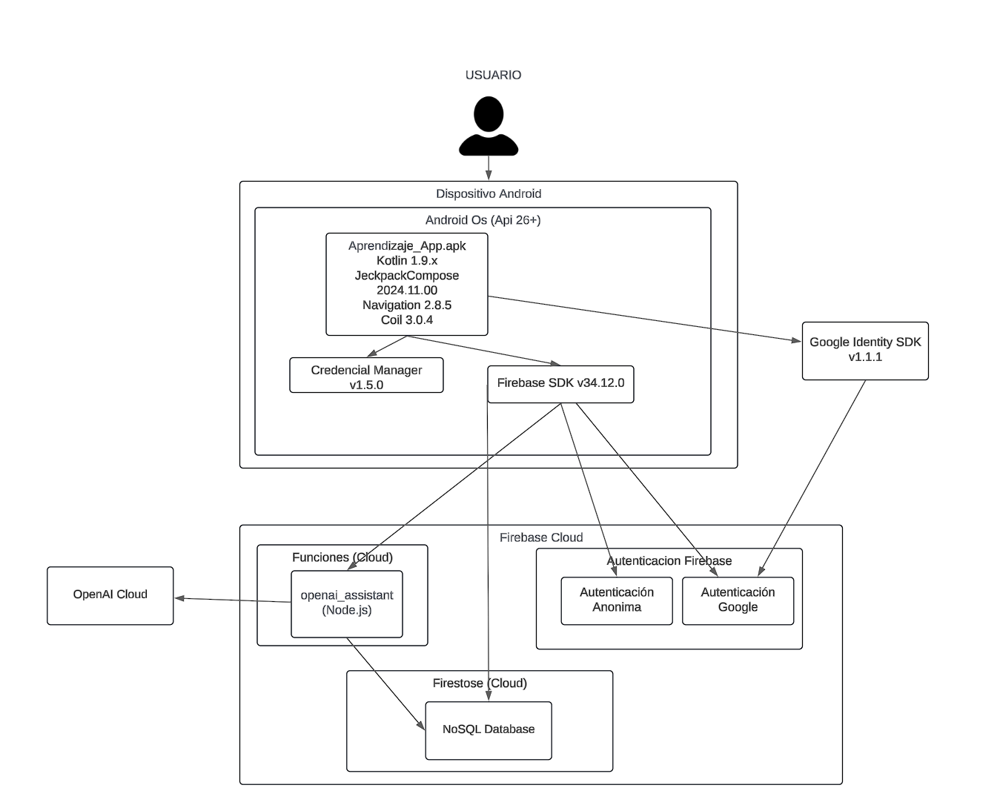 USUARIO
Dispositivo Android
Android Os (Api 26+)
Aprendizaje_App.apk
Kotlin 1.9.x
JeckpackCompose
2024.11.00
Navigation 2.8.5
Coil 3.0.4
Google Identity SDK
v1.1.1
Credencial Manager
v1.5.0
Firebase SDK v34.12.0
Firebase Cloud
Funciones (Cloud)
Autenticacion Firebase
OpenAI Cloud
openai_assistant
(Node.js)
Autenticación
Anonima
Autenticación
Google
Firestose (Cloud)
NoSQL Database